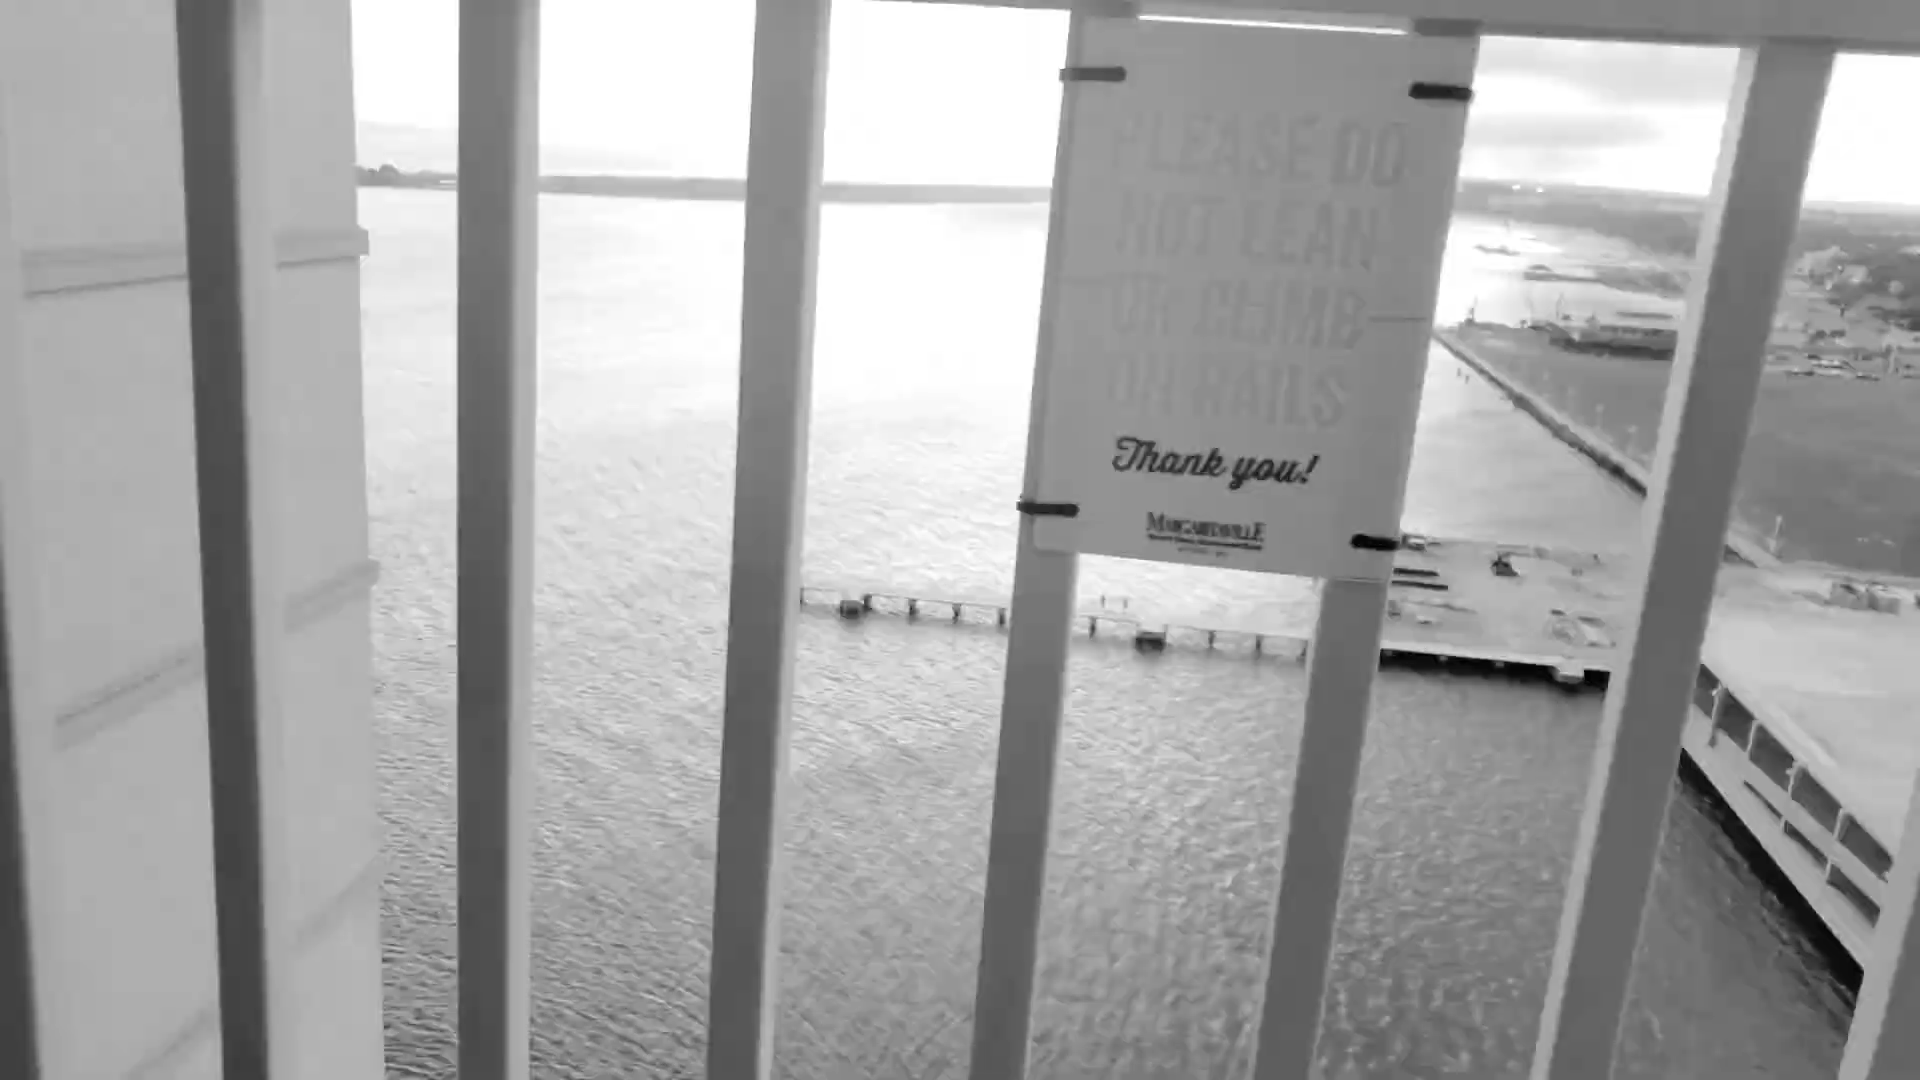 PLEASE DO
NOT LEAN
OR CLIMB
ON RAILS
Thank you!
MARGARITAVILLE